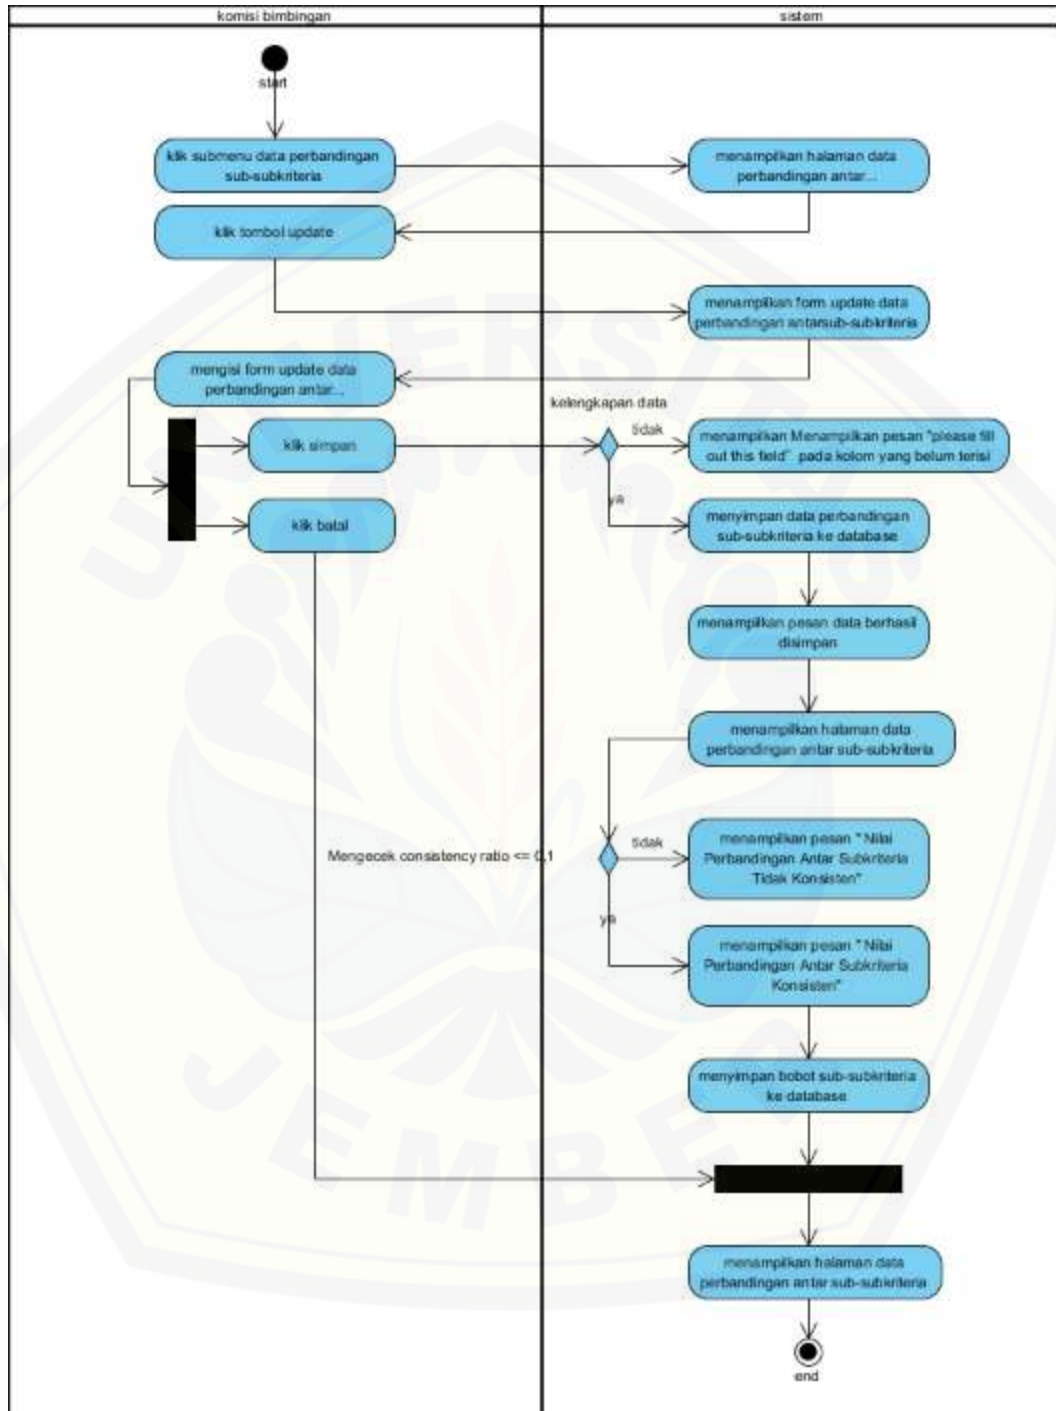 komisi bimbingan
sistem
start
klik submenu data perbandingan
sub-subkriteria
menampilkan halaman data
perbandingan antar...
klik tombol update
menampilkan form update data
perbandingan antarsub-subkriteria
mengisi form update data
perbandingan antar...
kelengkapan data
tidak
klik simpan
menampilkan Menampilkan pesan "please fill
out this field" pada kolom yang belum terisi
ya
klik batal
menyimpan data perbandingan
sub-subkriteria ke database
menampilkan pesan data berhasil
disimpan
menampilkan halaman data
perbandingan antar sub-subkriteria
Mengecek consistency ratio <= 0,1
tidak
menampilkan pesan " Nilai
Perbandingan Antar Subkriteria
Tidak Konsisten"
ya
menampilkan pesan " Nilai
Perbandingan Antar Subkriteria
Konsisten"
menyimpan bobot sub-subkriteria
ke database
menampilkan halaman data
perbandingan antar sub-subkriteria
end
UNIVERSITAS
JEMBER